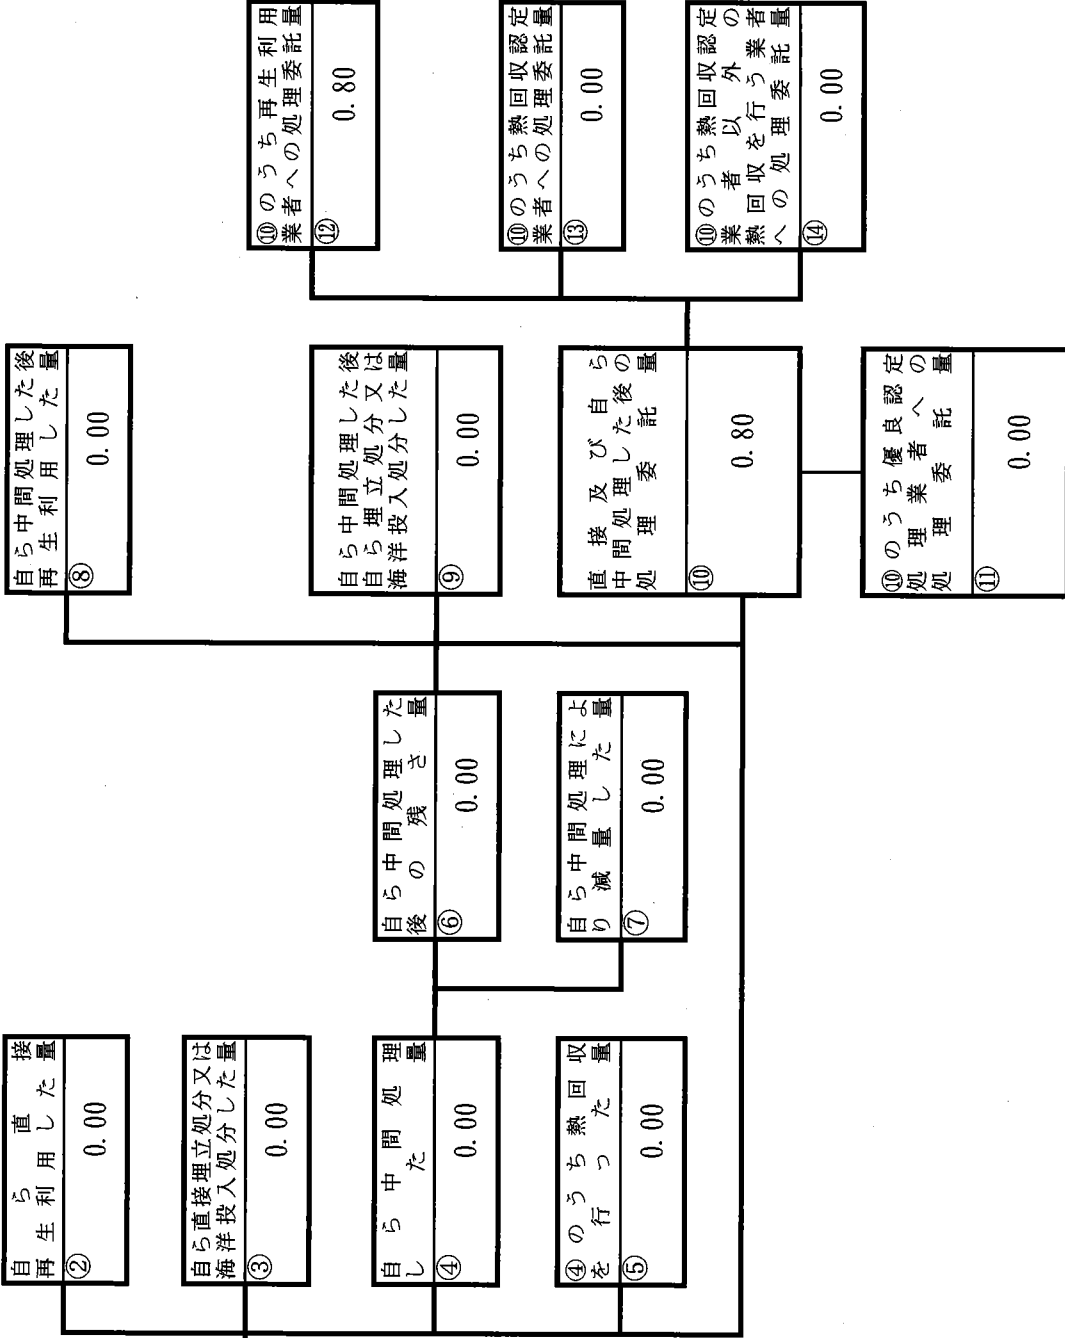 自ら直接
再生利用した量
②
0.00
自ら直接埋立処分又は
海洋投入処分した量
③
0.00
自ら中間処理
した量
④
0.00
④のうち熱回収
を行った量
⑤
0.00
自ら中間処理した
後の残さ量
⑥
0.00
自ら中間処理によ
り減量した量
⑦
0.00
自ら中間処理した後
再生利用した量
⑧
0.00
自ら中間処理した後
自ら埋立処分又は
海洋投入処分した量
⑨
0.00
直接及び自ら
中間処理した後の
処理委託量
⑩
0.80
⑩のうち優良認定
処理業者への
処理委託量
⑪
0.00
⑩のうち再生利用
業者への処理委託量
⑫
0.80
⑩のうち熱回収認定
業者への処理委託量
⑬
0.00
⑩のうち熱回収認定
業者以外の
熱回収を行う業者
への処理委託量
⑭
0.00